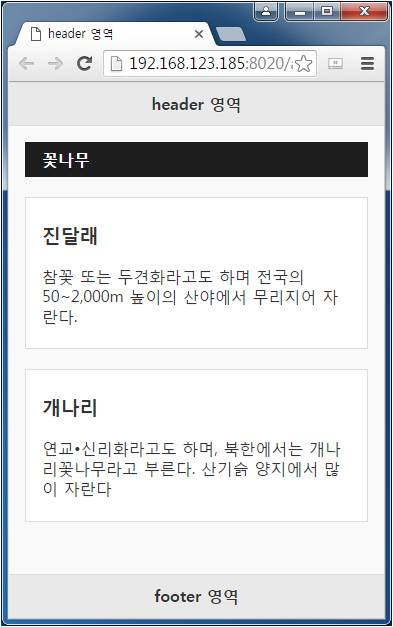 header 영역
192.168.123.185:8020/
header 영역
꽃나무
진달래
참꽃 또는 두견화라고도 하며 전국의
50~2,000m 높이의 산야에서 무리지어 자
란다.
개나리
연교•신리화라고도 하며, 북한에서는 개나
리꽃나무라고 부른다. 산기슭 양지에서 많
이 자란다
footer 영역